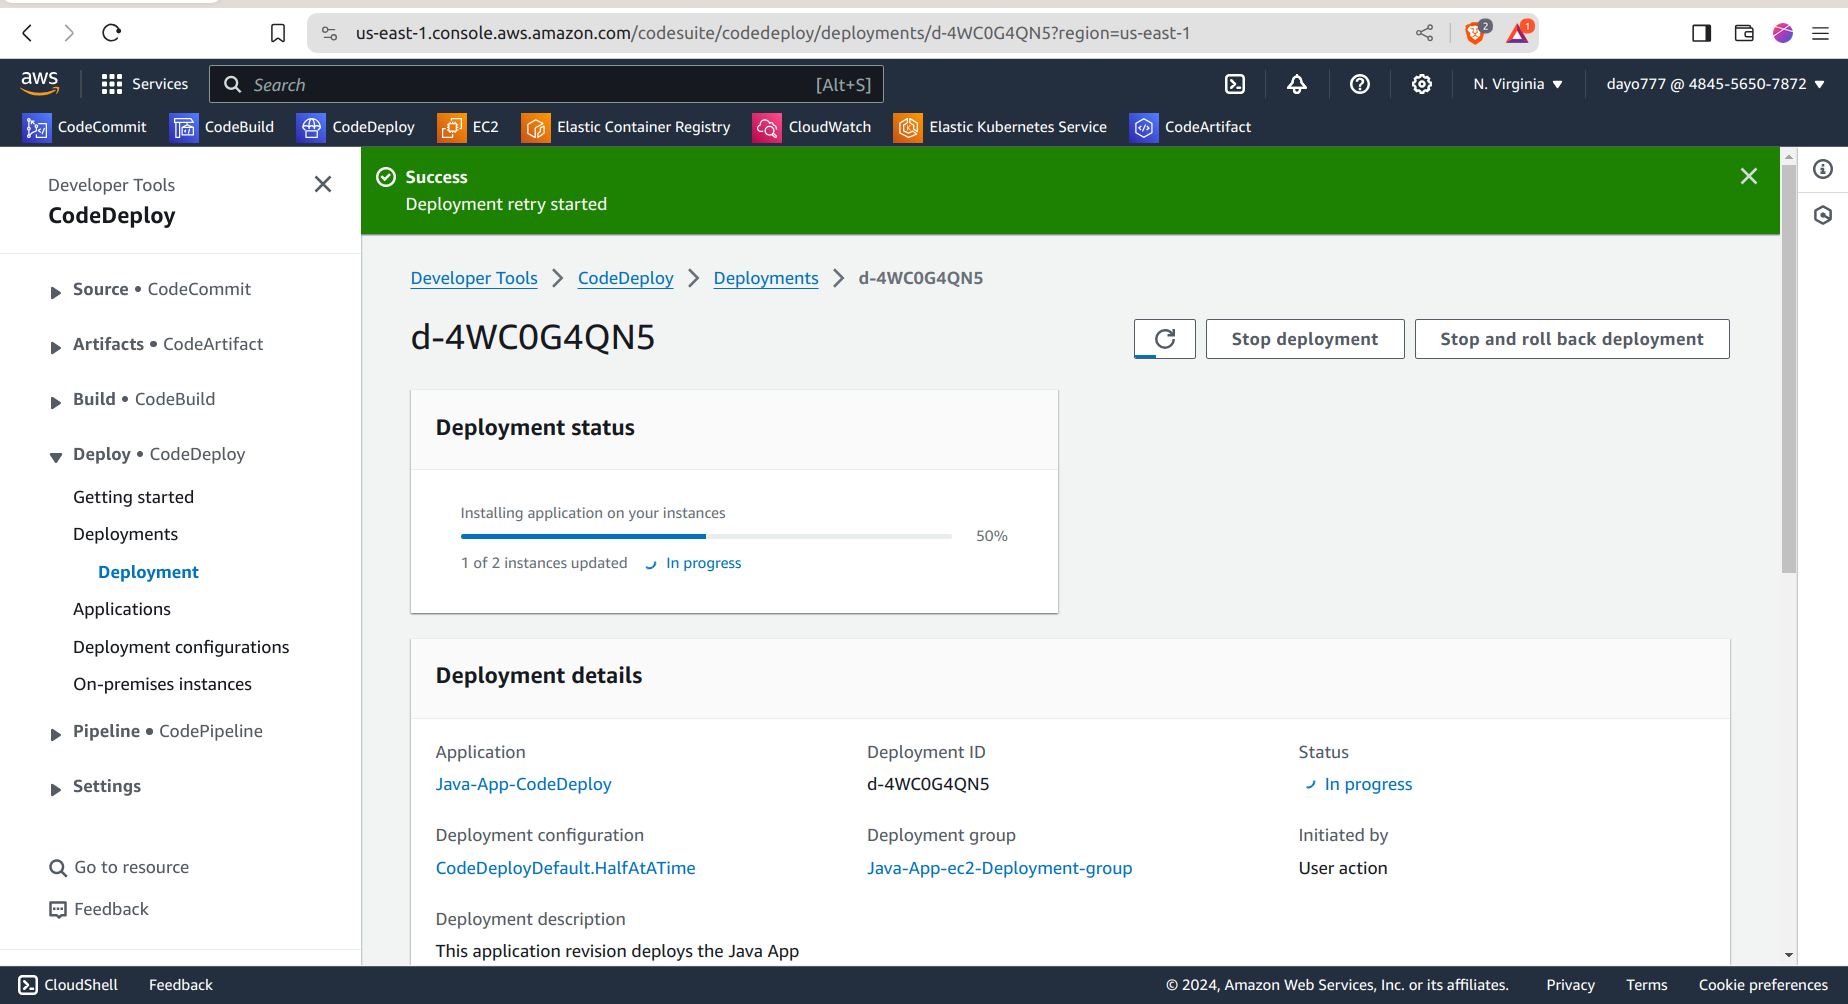 us-east-1.console.aws.amazon.com/codesuite/codedeploy/deployments/d-4WC0G4QN5?region=us-east-1
2
1
aws
Services
Search
[Alt+S]
N. Virginia
dayo777 @ 4845-5650-7872
CodeCommit
CodeBuild
CodeDeploy
EC2
Elastic Container Registry
CloudWatch
Elastic Kubernetes Service
CodeArtifact
Developer Tools
CodeDeploy
Source • CodeCommit
Artifacts • CodeArtifact
Build • CodeBuild
Deploy • CodeDeploy
Getting started
Deployments
Deployment
Applications
Deployment configurations
On-premises instances
Pipeline • CodePipeline
Settings
Go to resource
Feedback
Success
Deployment retry started
Developer Tools
CodeDeploy
Deployments
d-4WC0G4QN5
d-4WC0G4QN5
Stop deployment
Stop and roll back deployment
Deployment status
Installing application on your instances
50%
1 of 2 instances updated
In progress
Deployment details
Application
Java-App-CodeDeploy
Deployment ID
d-4WC0G4QN5
Status
In progress
Deployment configuration
CodeDeployDefault.HalfAtATime
Deployment group
Java-App-ec2-Deployment-group
Initiated by
User action
Deployment description
This application revision deploys the Java App
CloudShell
Feedback
© 2024, Amazon Web Services, Inc. or its affiliates.
Privacy
Terms
Cookie preferences